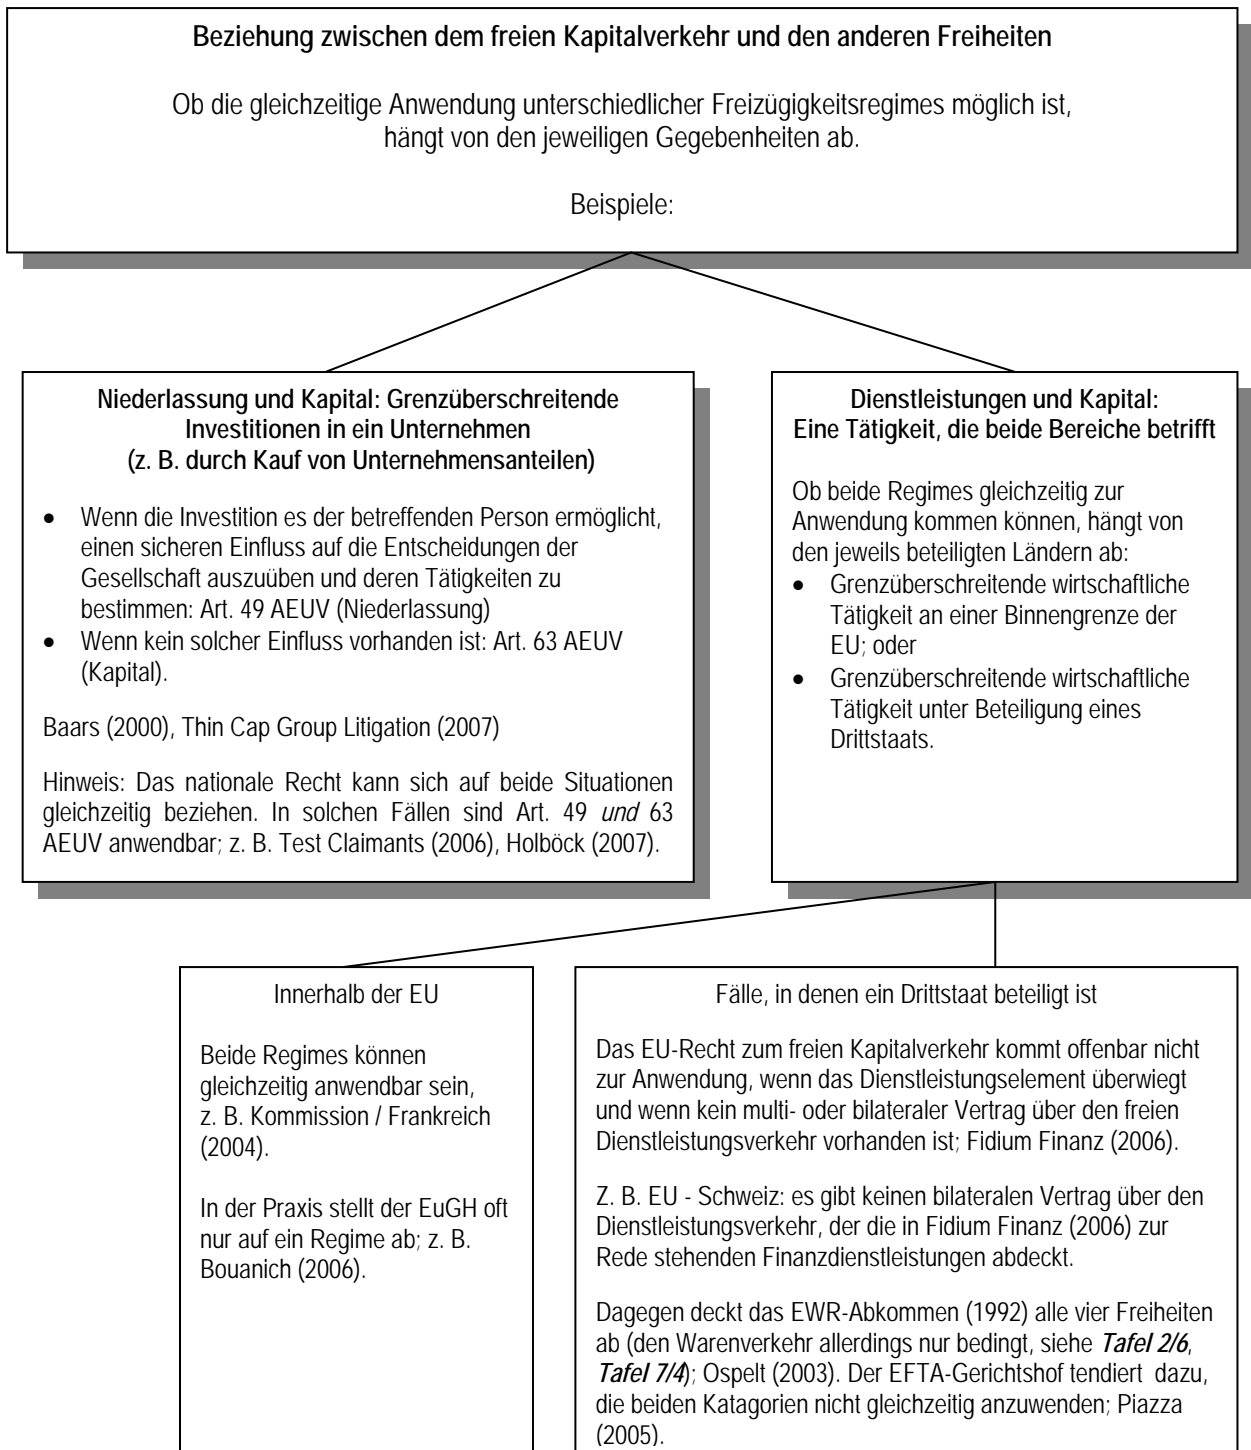 Beziehung zwischen dem freien Kapitalverkehr und den anderen Freiheiten
Ob die gleichzeitige Anwendung unterschiedlicher Freizügigkeitsregimes möglich ist,
hängt von den jeweiligen Gegebenheiten ab.
Beispiele:
Niederlassung und Kapital: Grenzüberschreitende
Investitionen in ein Unternehmen
(z. B. durch Kauf von Unternehmensanteilen)
• Wenn die Investition es der betreffenden Person ermöglicht,
einen sicheren Einfluss auf die Entscheidungen der
Gesellschaft auszuüben und deren Tätigkeiten zu
bestimmen: Art. 49 AEUV (Niederlassung)
• Wenn kein solcher Einfluss vorhanden ist: Art. 63 AEUV
(Kapital).
Baars (2000), Thin Cap Group Litigation (2007)
Hinweis: Das nationale Recht kann sich auf beide Situationen
gleichzeitig beziehen. In solchen Fällen sind Art. 49 und 63
AEUV anwendbar; z. B. Test Claimants (2006), Holböck (2007).
Dienstleistungen und Kapital:
Eine Tätigkeit, die beide Bereiche betrifft
Ob beide Regimes gleichzeitig zur
Anwendung kommen können, hängt von
den jeweils beteiligten Ländern ab:
• Grenzüberschreitende wirtschaftliche
Tätigkeit an einer Binnengrenze der
EU; oder
• Grenzüberschreitende wirtschaftliche
Tätigkeit unter Beteiligung eines
Drittstaats.
Innerhalb der EU
Beide Regimes können
gleichzeitig anwendbar sein,
z. B. Kommission / Frankreich
(2004).
In der Praxis stellt der EuGH oft
nur auf ein Regime ab; z. B.
Bouanich (2006).
Fälle, in denen ein Drittstaat beteiligt ist
Das EU-Recht zum freien Kapitalverkehr kommt offenbar nicht
zur Anwendung, wenn das Dienstleistungselement überwiegt
und wenn kein multi- oder bilateraler Vertrag über den freien
Dienstleistungsverkehr vorhanden ist; Fidium Finanz (2006).
Z. B. EU - Schweiz: es gibt keinen bilateralen Vertrag über den
Dienstleistungsverkehr, der die in Fidium Finanz (2006) zur
Rede stehenden Finanzdienstleistungen abdeckt.
Dagegen deckt das EWR-Abkommen (1992) alle vier Freiheiten
ab (den Warenverkehr allerdings nur bedingt, siehe Tafel 2/6,
Tafel 7/4); Ospelt (2003). Der EFTA-Gerichtshof tendiert dazu,
die beiden Katagorien nicht gleichzeitig anzuwenden; Piazza
(2005).